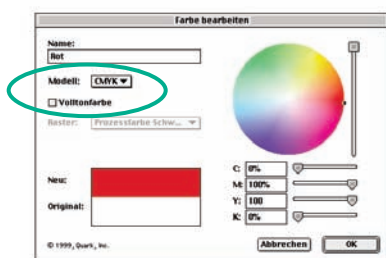 Farbe bearbeiten
Name:
Rot
Modell: CMYK
Volltonfarbe
Raster: Prozessfarbe Schw...
C: 0%
M: 100%
Y: 100
K: 0%
Neu:
Original:
© 1999, Quark, Inc.
Abbrechen OK